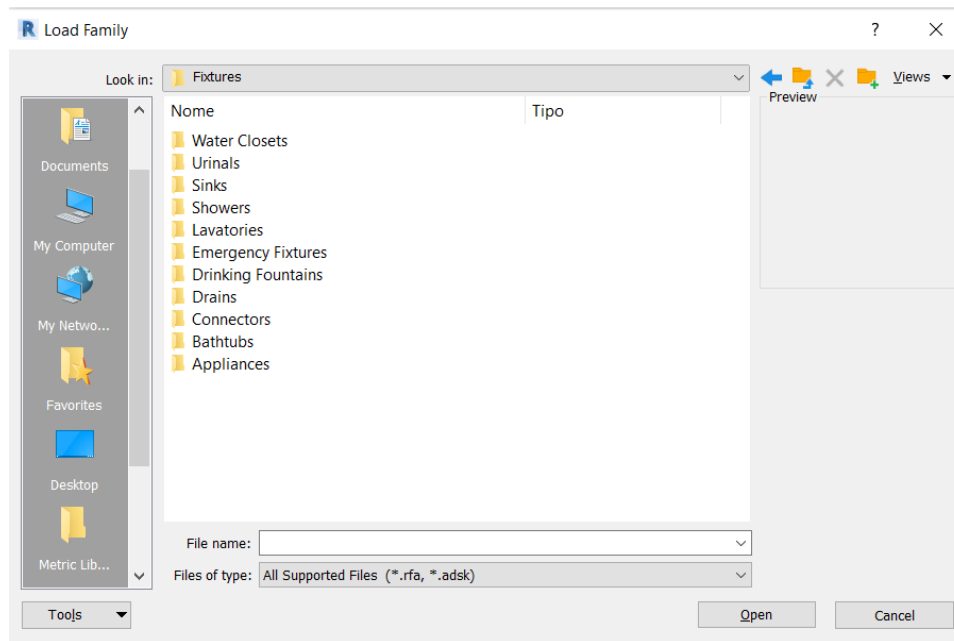 Load Family
?
Look in:
Fixtures
Views
Documents
My Computer
My Netwo...
Favorites
Desktop
Metric Lib...
Nome Tipo
Water Closets
Urinals
Sinks
Showers
Lavatories
Emergency Fixtures
Drinking Fountains
Drains
Connectors
Bathtubs
Appliances
Preview
File name:
Files of type: All Supported Files (*.rfa, *.adsk)
Tools
Open Cancel